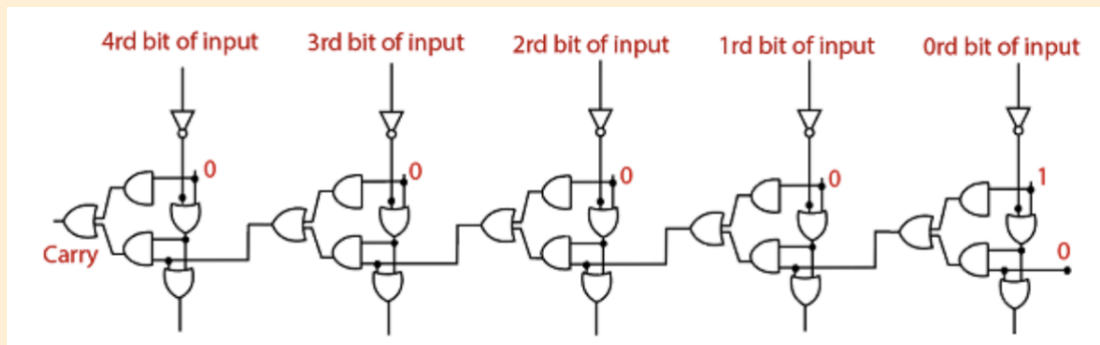 4rd bit of input
3rd bit of input
2rd bit of input
1rd bit of input
0rd bit of input
0
0
0
0
1
Carry
0